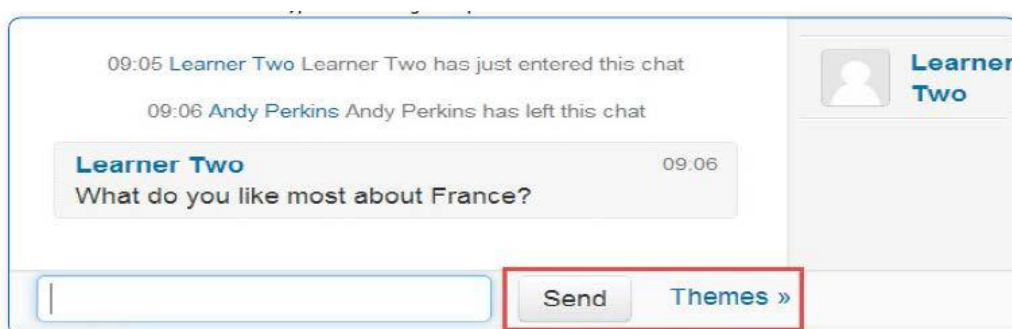 09:05 Learner Two Learner Two has just entered this chat
09:06 Andy Perkins Andy Perkins has left this chat
Learner Two 09:06
What do you like most about France?
Send Themes »
Learner
Two